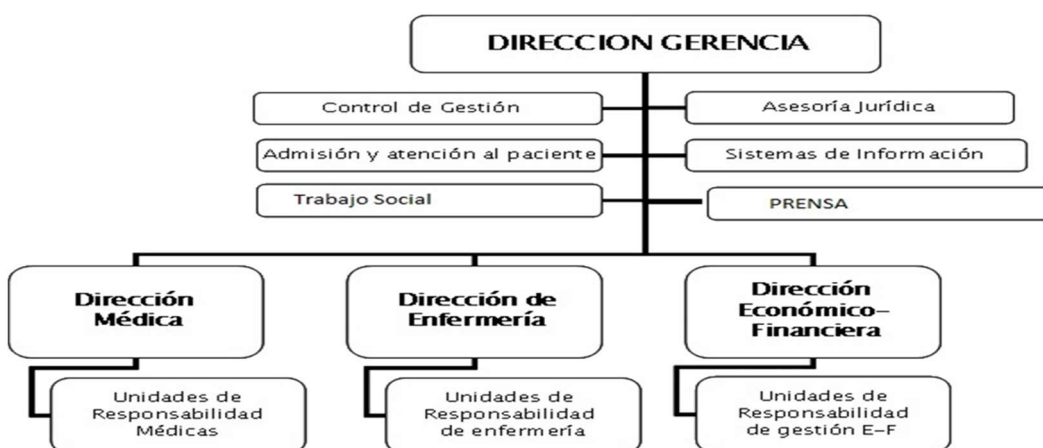 DIRECCION GERENCIA
Control de Gestión
Asesoría Jurídica
Admisión y atención al paciente
Sistemas de Información
Trabajo Social
PRENSA
Dirección
Médica
Dirección de
Enfermería
Dirección
Económico-
Financiera
Unidades de
Responsabilidad
Médicas
Unidades de
Responsabilidad
de enfermería
Unidades de
Responsabilidad
de gestión E-F